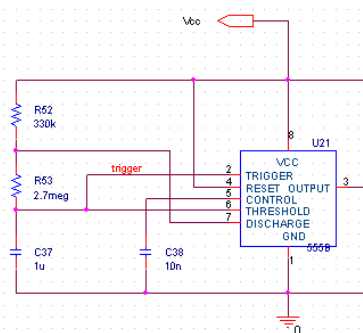 Vcc
R52
330k
R53
2.7meg
trigger
C37
1u
C38
10n
8
U21
VCC
2 TRIGGER
4 RESET OUTPUT 3
5 CONTROL
6 THRESHOLD
7 DISCHARGE
GND
555B
1
0